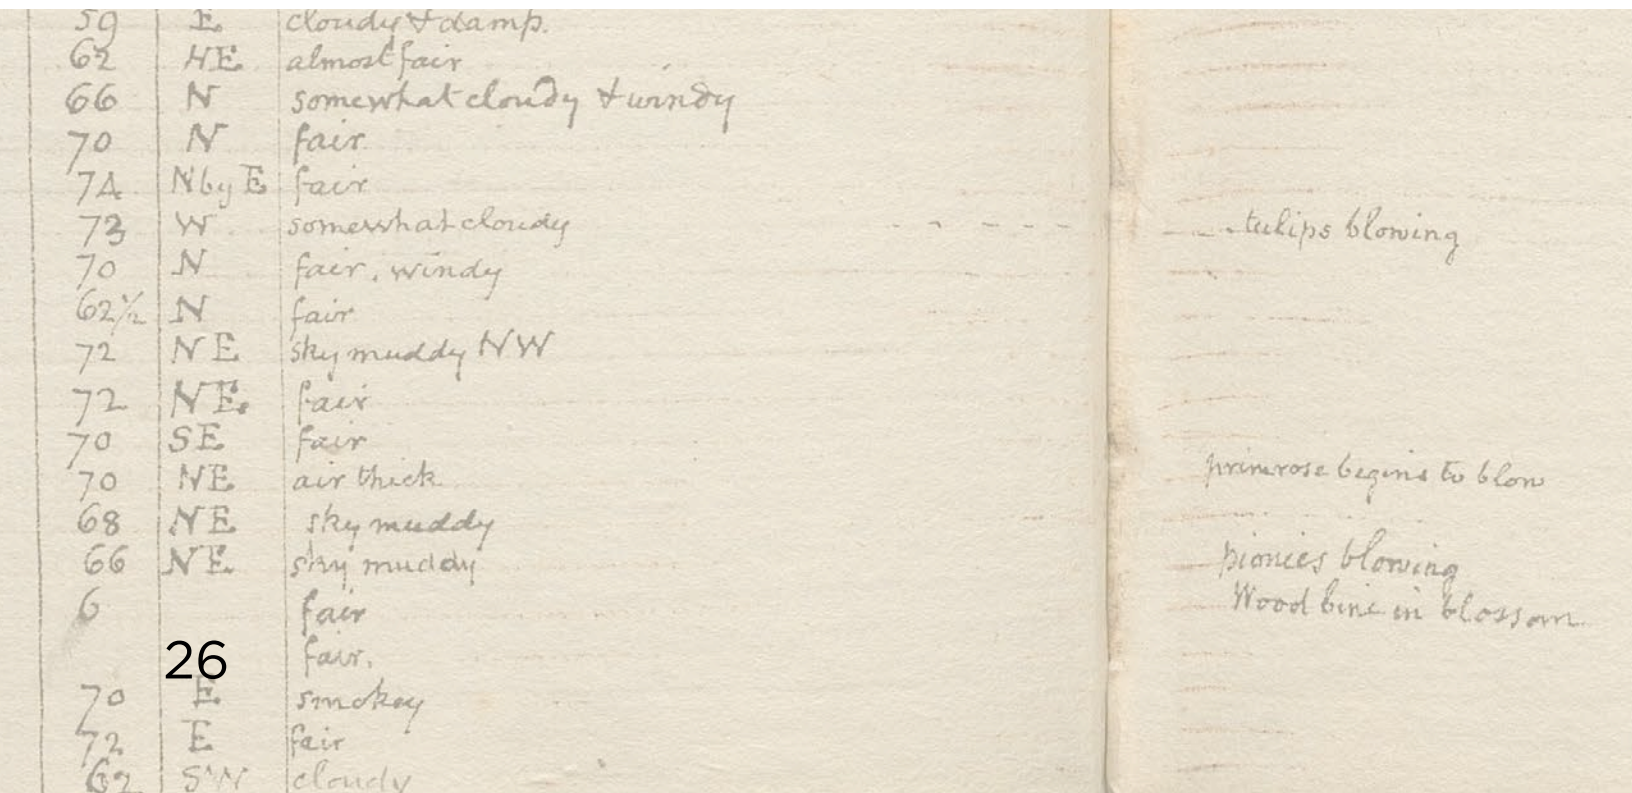 59 E cloudy & damp.
62 NE almost fair
66 N somewhat cloudy & windy
70 N fair.
74 N by E fair
73 W somewhat cloudy - - - - - - - tulips blowing
70 N fair. windy
62½ N fair
72 NE sky muddy NW
72 NE. fair
70 SE fair
70 NE air thick primrose begins to blow
68 NE sky muddy
66 NE sky muddy pionies blowing
6 fair Wood bine in blossom
26 fair.
70 E smokey
72 E fair
62 SW cloudy